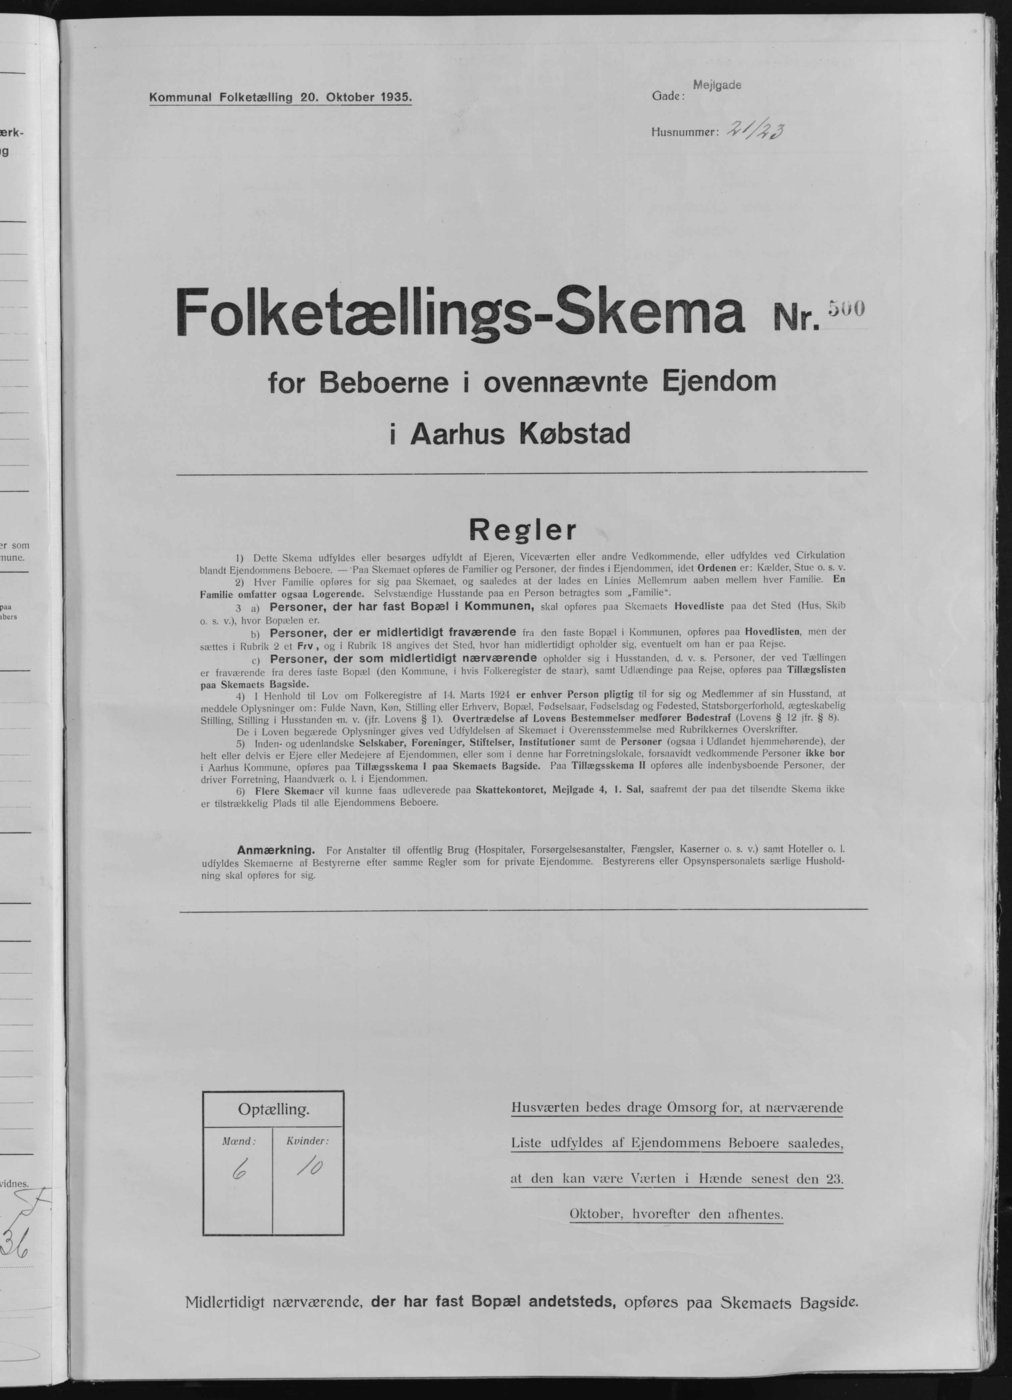 Kommunal Folketælling 20. Oktober 1935.
Gade: Mejlgade
Husnummer: 21/23
Folketællings-Skema Nr. 500
for Beboerne i ovennævnte Ejendom
i Aarhus Købstad
Regler
1) Dette Skema udfyldes eller besørges udfyldt af Ejeren, Viceværten eller andre Vedkommende, eller udfyldes ved Cirkulation
blandt Ejendommens Beboere. — Paa Skemaet opføres de Familier og Personer, der findes i Ejendommen, idet Ordenen er: Kælder, Stue o. s. v.
2) Hver Familie opføres for sig paa Skemaet, og saaledes at der lades en Linies Mellemrum aaben mellem hver Familie. En
Familie omfatter ogsaa Logerende. Selvstændige Husstande paa en Person betragtes som „Familie“.
3 a) Personer, der har fast Bopæl i Kommunen, skal opføres paa Skemaets Hovedliste paa det Sted (Hus, Skib
o. s. v.), hvor Bopælen er.
b) Personer, der er midlertidigt fraværende fra den faste Bopæl i Kommunen, opføres paa Hovedlisten, men der
sættes i Rubrik 2 et Frv, og i Rubrik 18 angives det Sted, hvor han midlertidigt opholder sig, eventuelt om han er paa Rejse.
c) Personer, der som midlertidigt nærværende opholder sig i Husstanden, d. v. s. Personer, der ved Tællingen
er fraværende fra deres faste Bopæl (den Kommune, i hvis Folkeregister de staar), samt Udlændinge paa Rejse, opføres paa Tillægslisten
paa Skemaets Bagside.
4) I Henhold til Lov om Folkeregistre af 14. Marts 1924 er enhver Person pligtig til for sig og Medlemmer af sin Husstand, at
meddele Oplysninger om: Fulde Navn, Køn, Stilling eller Erhverv, Bopæl, Fødselsaar, Fødselsdag og Fødested, Statsborgerforhold, ægteskabelig
Stilling, Stilling i Husstanden m. v. (jfr. Lovens § 1). Overtrædelse af Lovens Bestemmelser medfører Bødestraf (Lovens § 12 jfr. § 8).
De i Loven begærede Oplysninger gives ved Udfyldelsen af Skemaet i Overensstemmelse med Rubrikkernes Overskrifter.
5) Inden- og udenlandske Selskaber, Foreninger, Stiftelser, Institutioner samt de Personer (ogsaa i Udlandet hjemmehørende), der
helt eller delvis er Ejere eller Medejere af Ejendommen, eller som i denne har Forretningslokale, forsaavidt vedkommende Personer ikke bor
i Aarhus Kommune, opføres paa Tillægsskema I paa Skemaets Bagside. Paa Tillægsskema II opføres alle indenbysboende Personer, der
driver Forretning, Haandværk o. l. i Ejendommen.
6) Flere Skemaer vil kunne faas udleverede paa Skattekontoret, Mejlgade 4, 1. Sal, saafremt der paa det tilsendte Skema ikke
er tilstrækkelig Plads til alle Ejendommens Beboere.
Anmærkning. For Anstalter til offentlig Brug (Hospitaler, Forsørgelsesanstalter, Fængsler, Kaserner o. s. v.) samt Hoteller o. l.
udfyldes Skemaerne af Bestyrerne efter samme Regler som for private Ejendomme. Bestyrerens eller Opsynspersonalets særlige Hushold-
ning skal opføres for sig.
Optælling.
Mænd: Kvinder:
6 10
Husværten bedes drage Omsorg for, at nærværende
Liste udfyldes af Ejendommens Beboere saaledes,
at den kan være Værten i Hænde senest den 23.
Oktober, hvorefter den afhentes.
Midlertidigt nærværende, der har fast Bopæl andetsteds, opføres paa Skemaets Bagside.
ærk-
g
er som
mune.
paa
abers
vidnes.
36